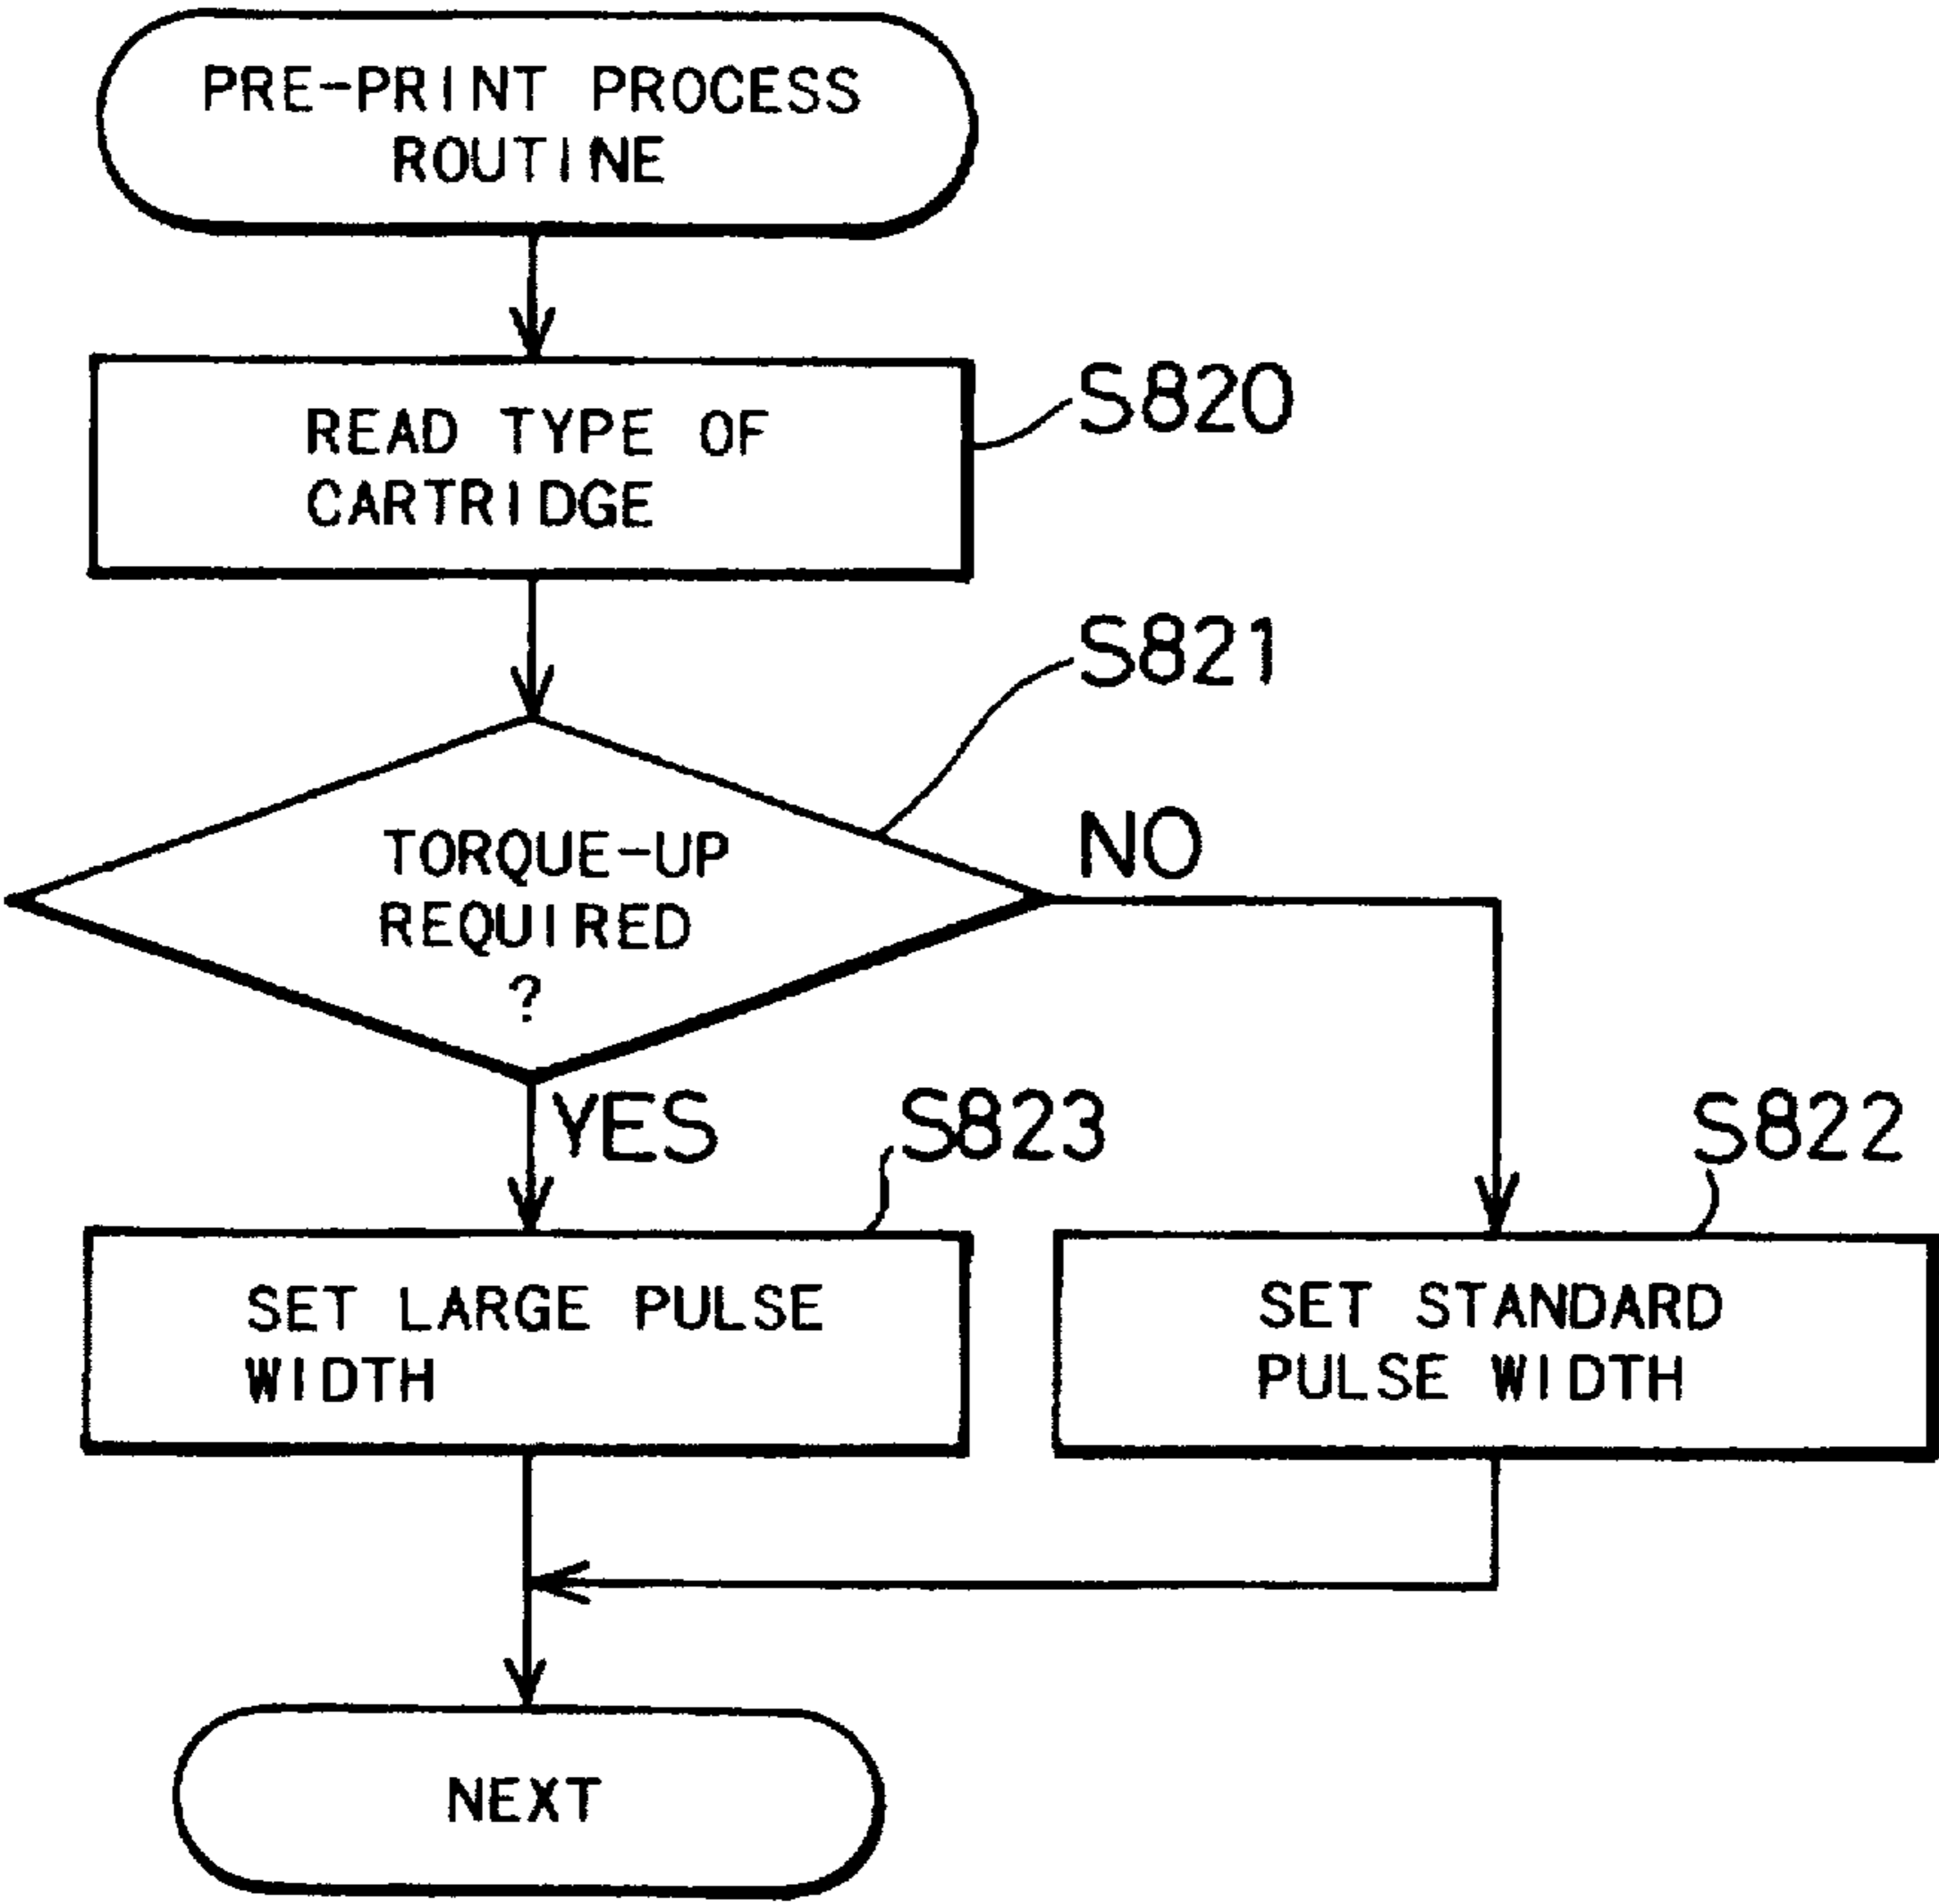 PRE-PRINT PROCESS
ROUTINE
READ TYPE OF
CARTRIDGE
S820
S821
TORQUE-UP
REQUIRED
?
NO
YES
S823
S822
SET LARGE PULSE
WIDTH
SET STANDARD
PULSE WIDTH
NEXT